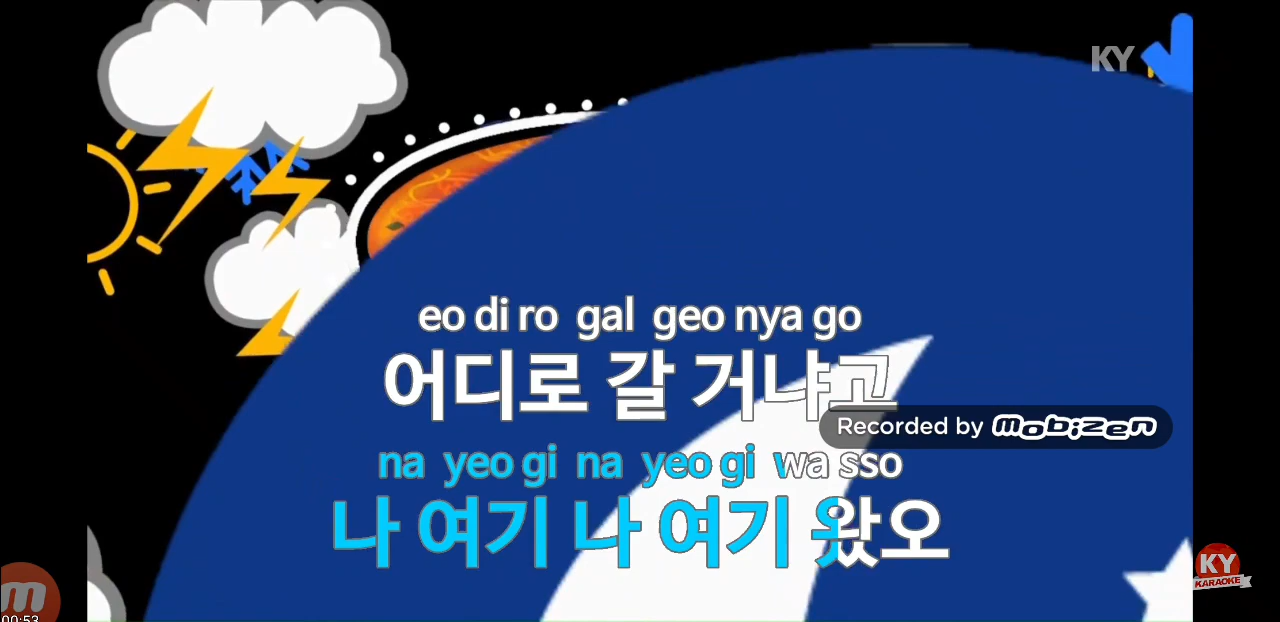 KY
eo di ro gal geo nya go
어디로 갈 거냐고
Recorded by mobizen
na yeo gi na yeo gi wa sso
나 여기 나 여기 왔오
KY
KARAOKE
m
00:53